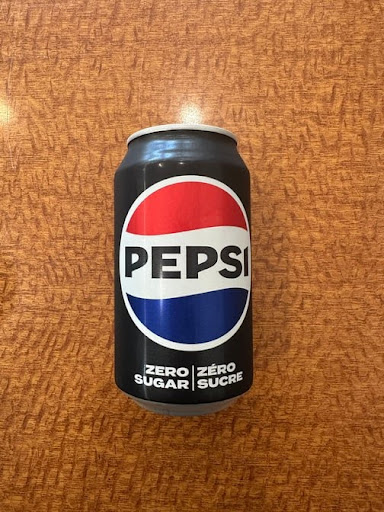 PEPSI
ZERO SUGAR
ZÉRO SUCRE